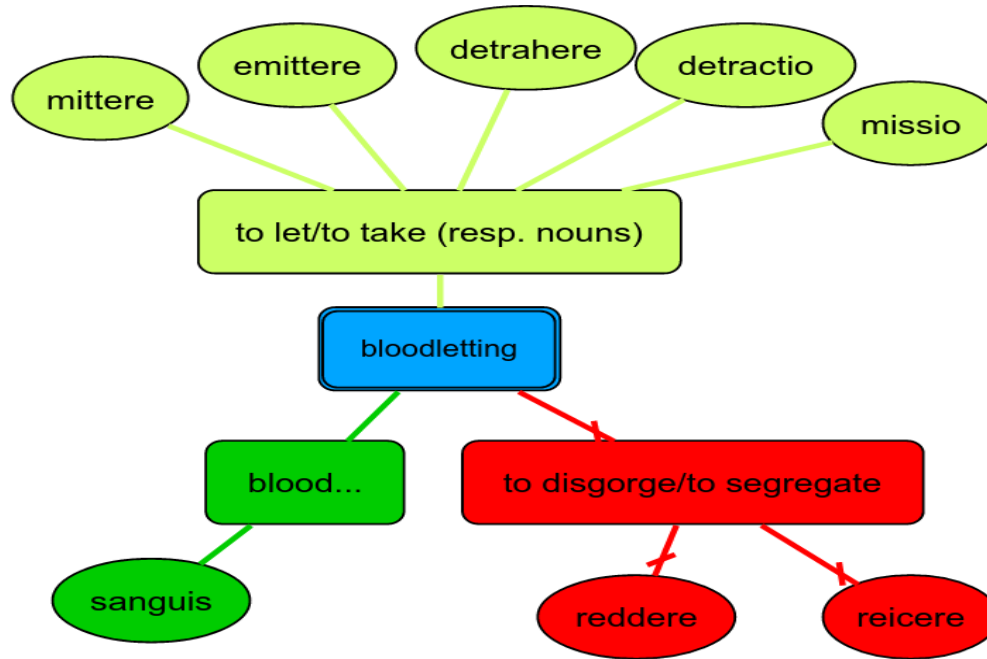 mittere
emittere
detrahere
detractio
missio
to let/to take (resp. nouns)
bloodletting
blood...
to disgorge/to segregate
sanguis
reddere
reicere